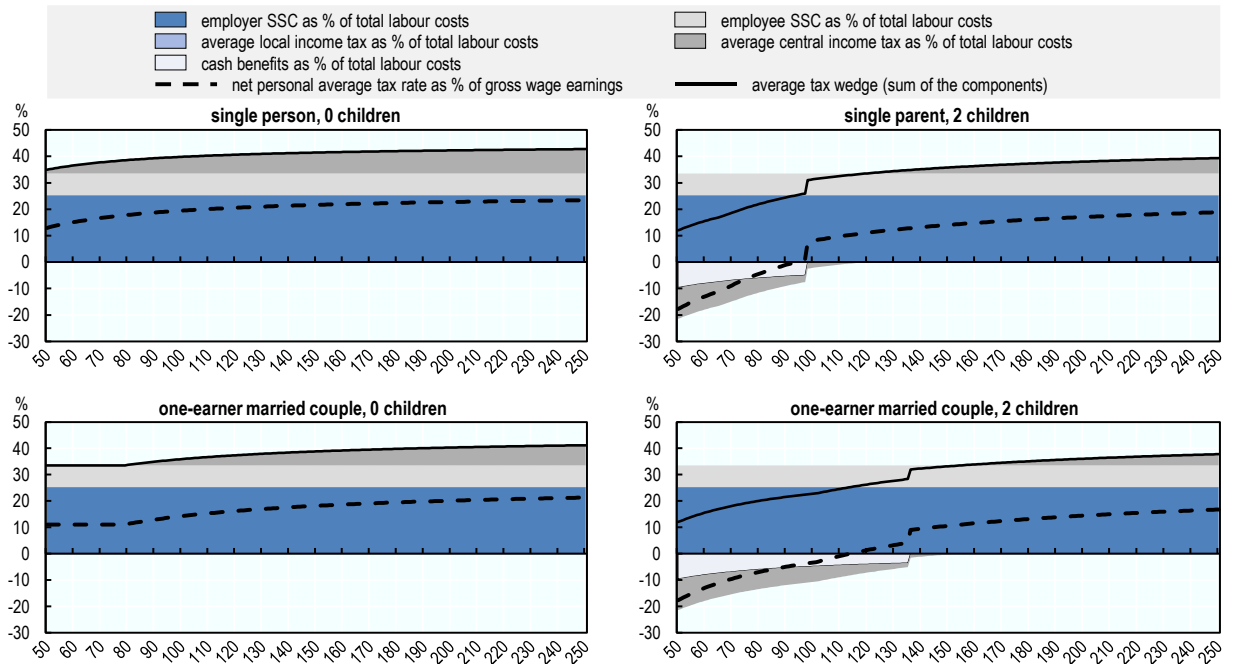 employer SSC as % of total labour costs
employee SSC as % of total labour costs
average local income tax as % of total labour costs
average central income tax as % of total labour costs
cash benefits as % of total labour costs
net personal average tax rate as % of gross wage earnings
average tax wedge (sum of the components)
%
single person, 0 children
50
40
30
20
10
0
-10
-20
-30
50 60 70 80 90 100 110 120 130 140 150 160 170 180 190 200 210 220 230 240 250
%
single parent, 2 children
50
40
30
20
10
0
-10
-20
-30
50 60 70 80 90 100 110 120 130 140 150 160 170 180 190 200 210 220 230 240 250
%
one-earner married couple, 0 children
50
40
30
20
10
0
-10
-20
-30
50 60 70 80 90 100 110 120 130 140 150 160 170 180 190 200 210 220 230 240 250
%
one-earner married couple, 2 children
50
40
30
20
10
0
-10
-20
-30
50 60 70 80 90 100 110 120 130 140 150 160 170 180 190 200 210 220 230 240 250